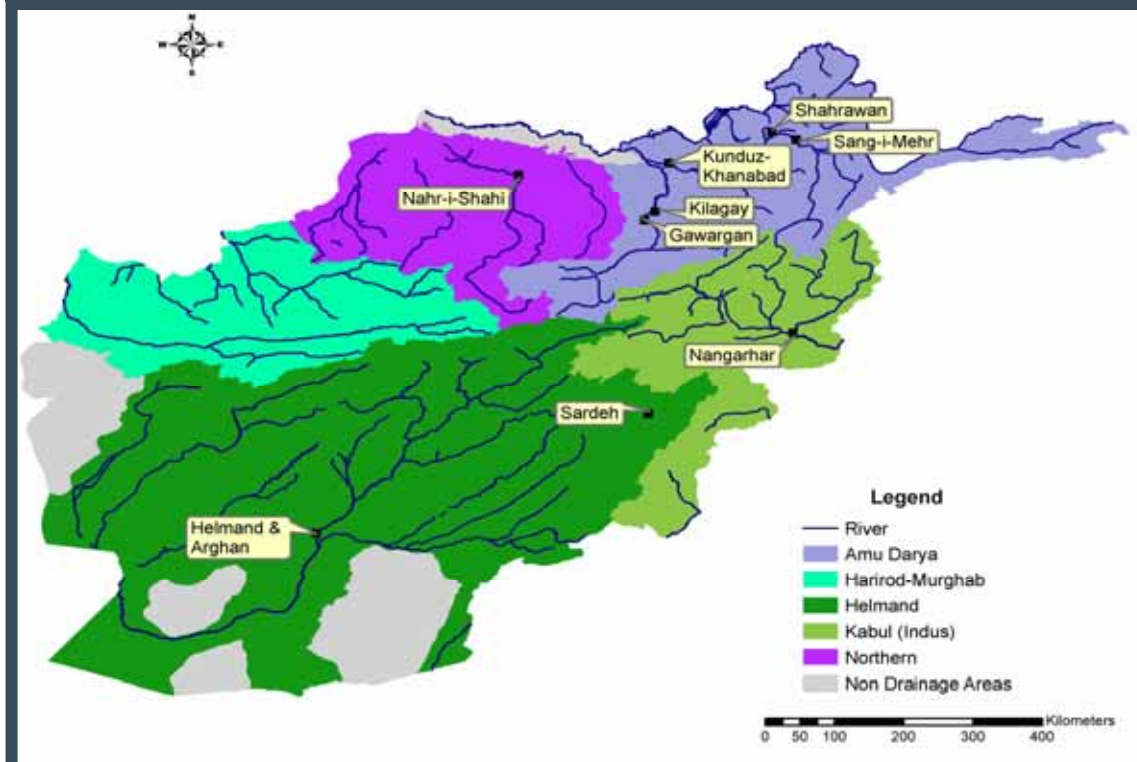 N
W E
S
Shahrawan
Sang-i-Mehr
Kunduz-
Khanabad
Nahr-i-Shahi
Kilagay
Gawargan
Nangarhar
Sardeh
Helmand &
Arghan
Legend
River
Amu Darya
Harirod-Murghab
Helmand
Kabul (Indus)
Northern
Non Drainage Areas
Kilometers
0 50 100 200 300 400